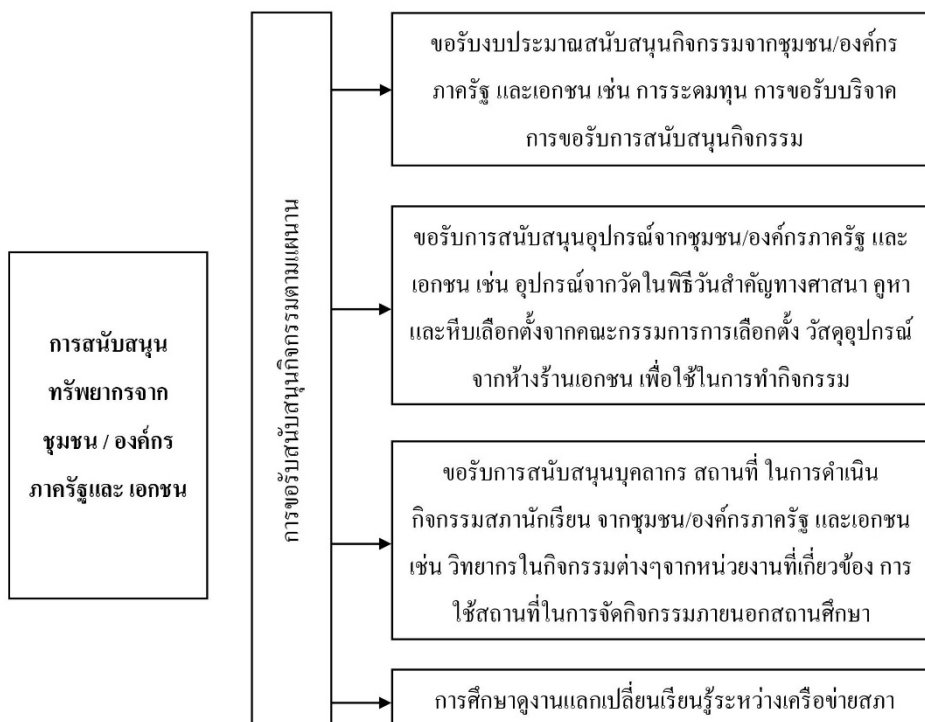 การสนับสนุน
ทรัพยากรจาก
ชุมชน / องค์กร
ภาครัฐและ เอกชน
การขอรับสนับสนุนกิจกรรมตามแผนาน
ขอรับงบประมาณสนับสนุนกิจกรรมจากชุมชน/องค์กร
ภาครัฐ และเอกชน เช่น การระดมทุน การขอรับบริจาค
การขอรับการสนับสนุนกิจกรรม
ขอรับการสนับสนุนอุปกรณ์จากชุมชน/องค์กรภาครัฐ และ
เอกชน เช่น อุปกรณ์จากวัดในพิธีวันสำคัญทางศาสนา คูหา
และหีบเลือกตั้งจากคณะกรรมการการเลือกตั้ง วัสดุอุปกรณ์
จากห้างร้านเอกชน เพื่อใช้ในการทำกิจกรรม
ขอรับการสนับสนุนบุคลากร สถานที่ ในการดำเนิน
กิจกรรมสภานักเรียน จากชุมชน/องค์กรภาครัฐ และเอกชน
เช่น วิทยากรในกิจกรรมต่างๆจากหน่วยงานที่เกี่ยวข้อง การ
ใช้สถานที่ในการจัดกิจกรรมภายนอกสถานศึกษา
การศึกษาดูงานแลกเปลี่ยนเรียนรู้ระหว่างเครือข่ายสภา